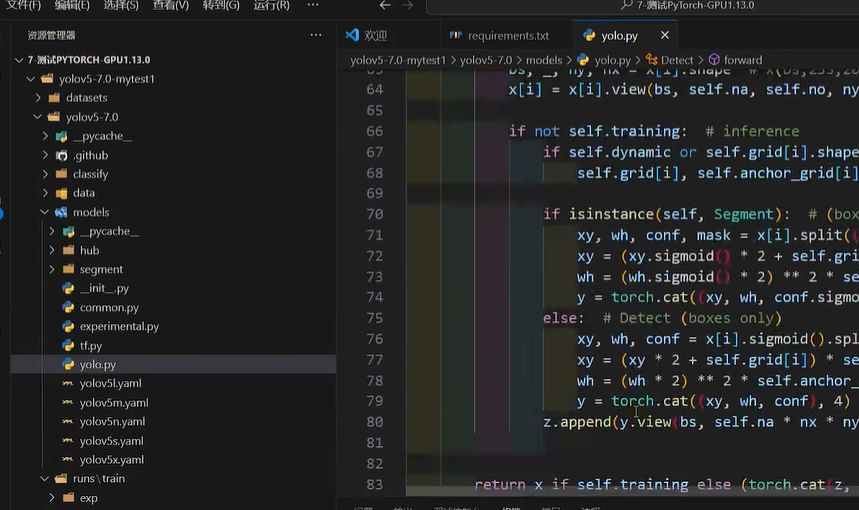 文件(F) 编辑(E) 选择(S) 查看(V) 转到(G) 运行(R) ···
7-测试PyTorch-GPU1.13.0
资源管理器 ···
7-测试PYTORCH-GPU1.13.0
yolov5-7.0-mytest1
datasets
yolov5-7.0
__pycache__
.github
classify
data
models
__pycache__
hub
segment
__init__.py
common.py
experimental.py
tf.py
yolo.py
yolov5l.yaml
yolov5m.yaml
yolov5n.yaml
yolov5s.yaml
yolov5x.yaml
runs\train
exp
欢迎 requirements.txt yolo.py
yolov5-7.0-mytest1 > yolov5-7.0 > models > yolo.py > Detect > forward
64 x[i] = x[i].view(bs, self.na, self.no, ny
65
66 if not self.training:  # inference
67 if self.dynamic or self.grid[i].shape
68 self.grid[i], self.anchor_grid[i]
69
70 if isinstance(self, Segment):  # (box
71 xy, wh, conf, mask = x[i].split((
72 xy = (xy.sigmoid() * 2 + self.gri
73 wh = (wh.sigmoid() * 2) ** 2 * se
74 y = torch.cat((xy, wh, conf.sigmo
75 else:  # Detect (boxes only)
76 xy, wh, conf = x[i].sigmoid().spl
77 xy = (xy * 2 + self.grid[i]) * se
78 wh = (wh * 2) ** 2 * self.anchor_
79 y = torch.cat((xy, wh, conf), 4)
80 z.append(y.view(bs, self.na * nx * ny
81
82
83 return x if self.training else (torch.cat(z,